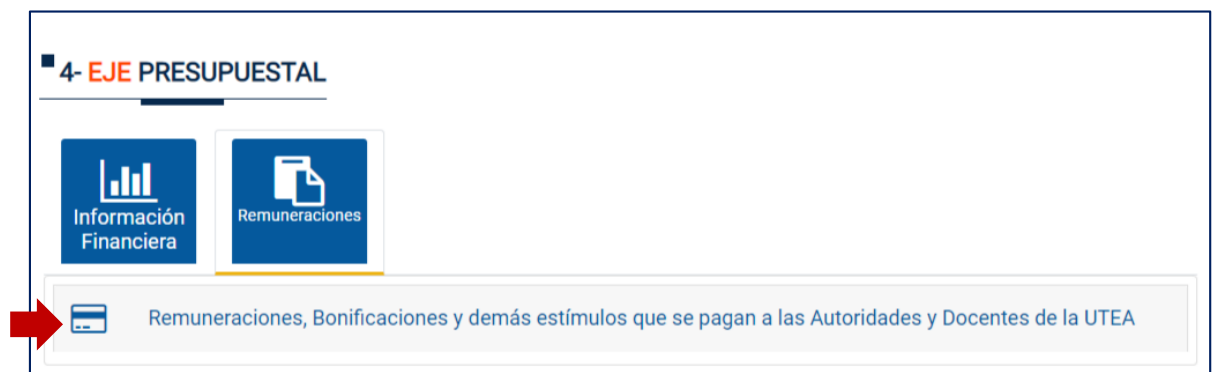 4- EJE PRESUPUESTAL
Información
Financiera
Remuneraciones
Remuneraciones, Bonificaciones y demás estímulos que se pagan a las Autoridades y Docentes de la UTEA